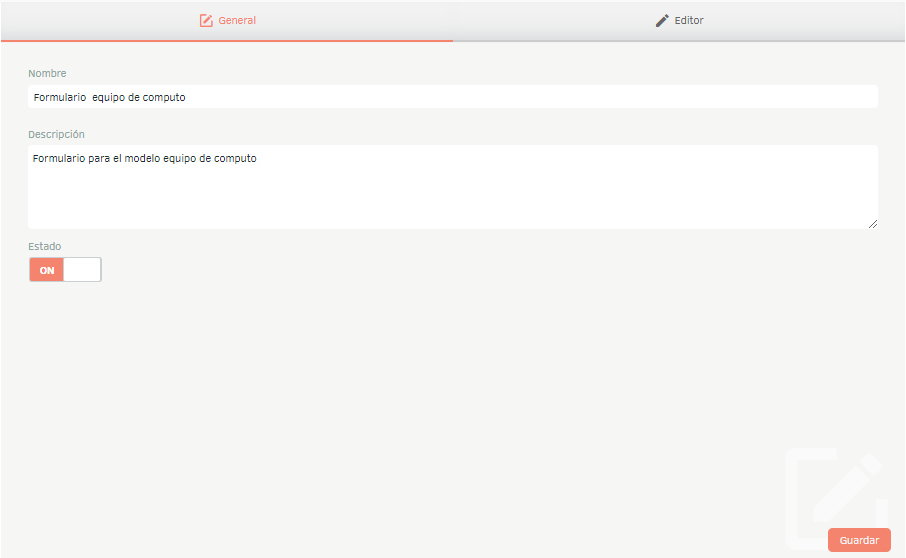 General
Editor
Nombre
Formulario  equipo de computo
Descripción
Formulario para el modelo equipo de computo
Estado
ON
Guardar